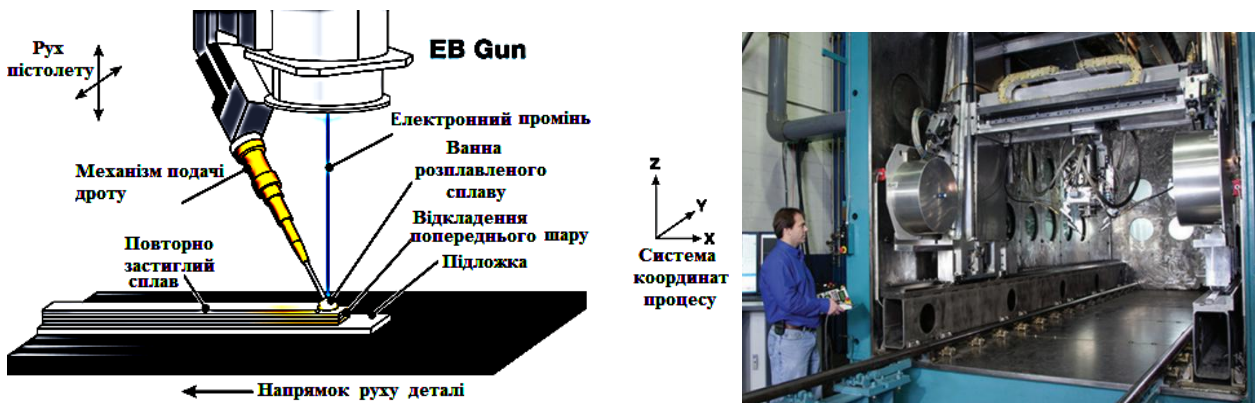 Рух
пістолету
EB Gun
Електронний промінь
Ванна
розплавленого
сплаву
Механізм подачі
дроту
Відкладення
попереднього шару
Повторно
застиглий
сплав
Підложка
Напрямок руху деталі
Z
Y
X
Система
координат
процесу